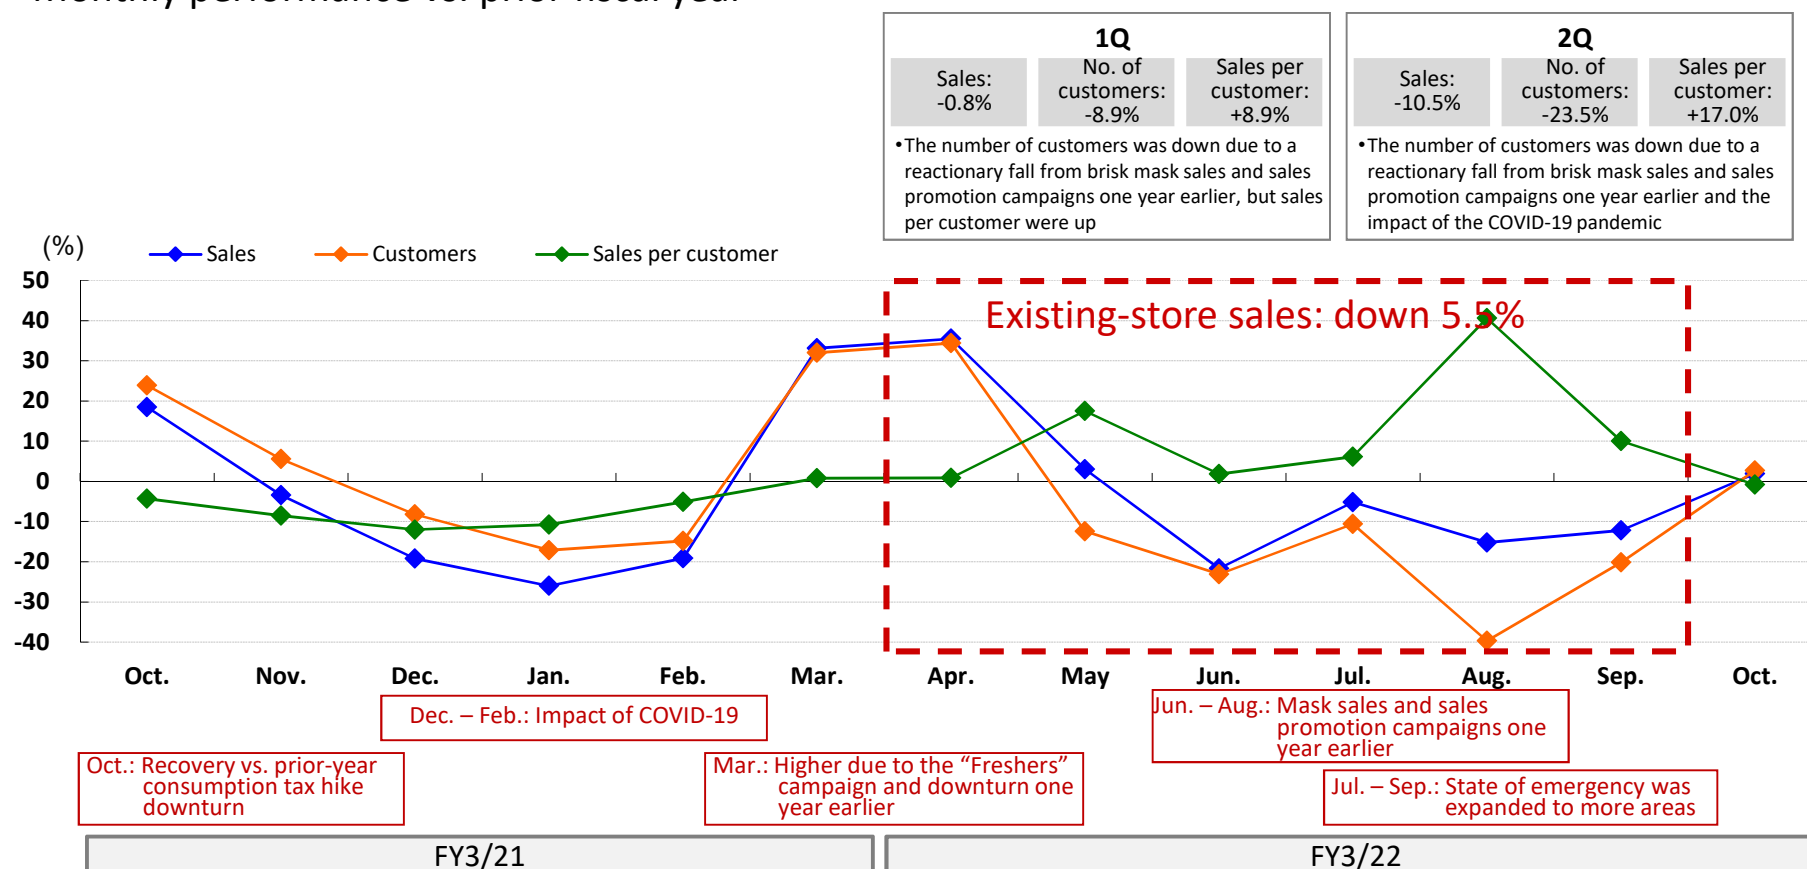 monthly performance vs. prior fiscal year
1Q
Sales:
-0.8%
No. of
customers:
-8.9%
Sales per
customer:
+8.9%
•The number of customers was down due to a
reactionary fall from brisk mask sales and sales
promotion campaigns one year earlier, but sales
per customer were up
2Q
Sales:
-10.5%
No. of
customers:
-23.5%
Sales per
customer:
+17.0%
•The number of customers was down due to a
reactionary fall from brisk mask sales and sales
promotion campaigns one year earlier and the
impact of the COVID-19 pandemic
(%)
Sales
Customers
Sales per customer
Existing-store sales: down 5.5%
50
40
30
20
10
0
-10
-20
-30
-40
Oct.
Nov.
Dec.
Jan.
Feb.
Mar.
Apr.
May
Jun.
Jul.
Aug.
Sep.
Oct.
Dec. – Feb.: Impact of COVID-19
Jun. – Aug.: Mask sales and sales
promotion campaigns one
year earlier
Oct.: Recovery vs. prior-year
consumption tax hike
downturn
Mar.: Higher due to the “Freshers”
campaign and downturn one
year earlier
Jul. – Sep.: State of emergency was
expanded to more areas
FY3/21
FY3/22